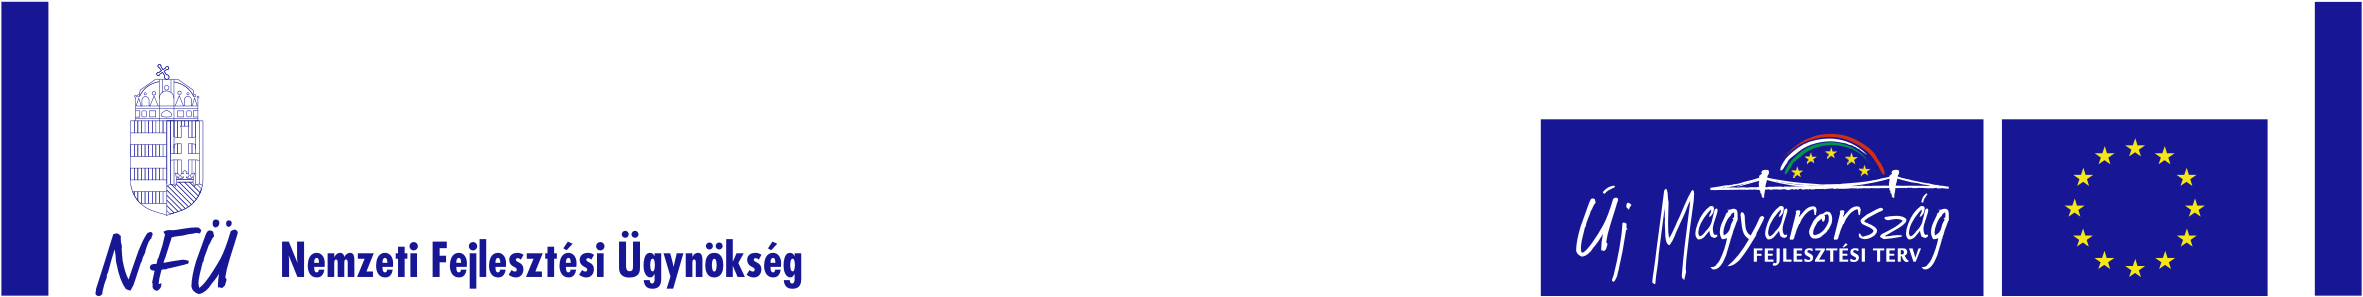 NFÜ
Nemzeti Fejlesztési Ügynökség
Új Magyarország
FEJLESZTÉSI TERV